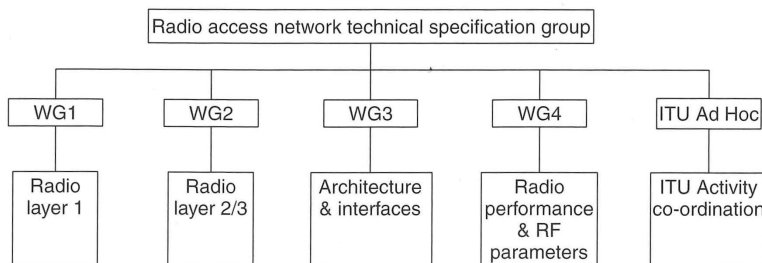 Radio access network technical specification group
WG1
WG2
WG3
WG4
ITU Ad Hoc
Radio
layer 1
Radio
layer 2/3
Architecture
& interfaces
Radio
performance
& RF
parameters
ITU Activity
co-ordination